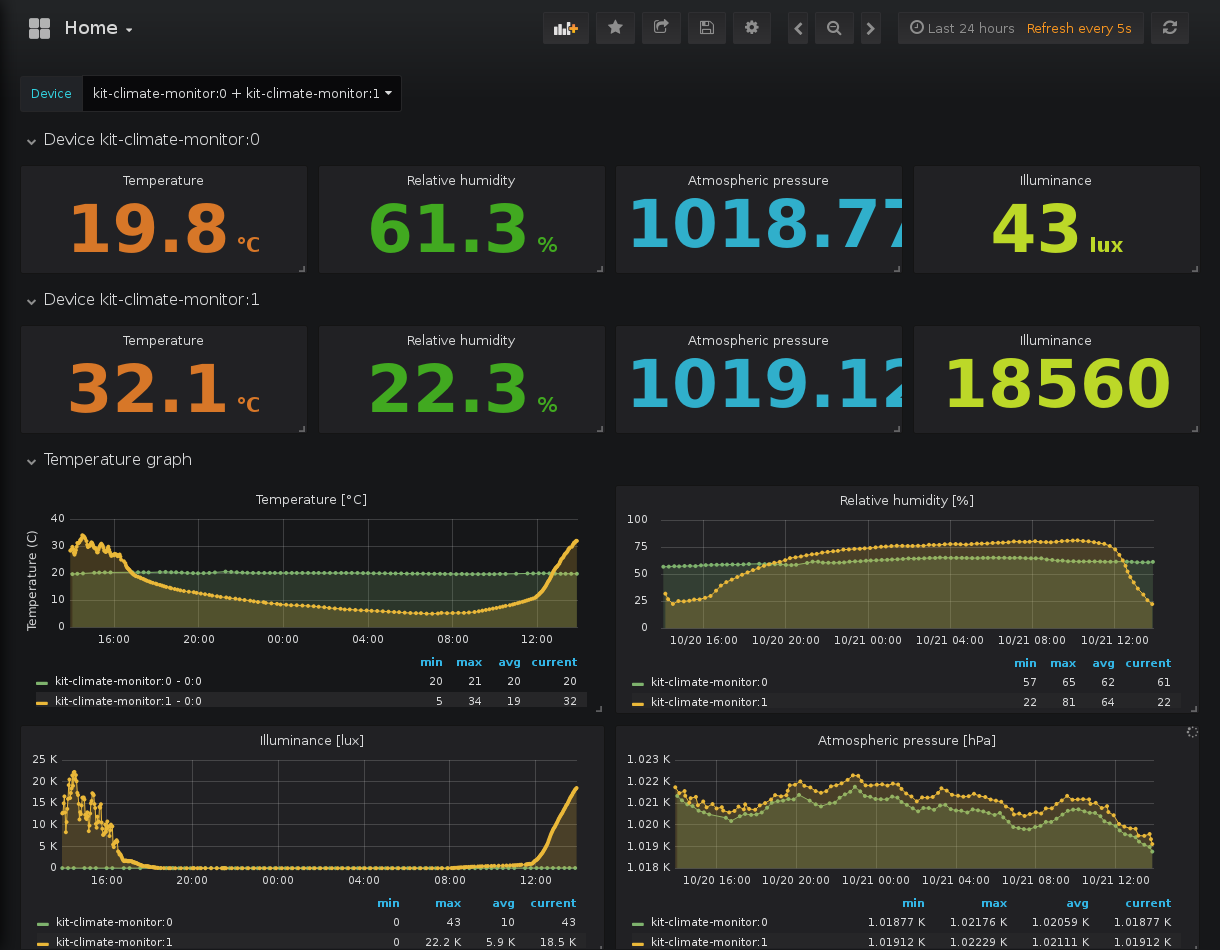 Home
Last 24 hours Refresh every 5s
Device kit-climate-monitor:0 + kit-climate-monitor:1
Device kit-climate-monitor:0
Temperature
19.8 °C
Relative humidity
61.3 %
Atmospheric pressure
1018.77
Illuminance
43 lux
Device kit-climate-monitor:1
Temperature
32.1 °C
Relative humidity
22.3 %
Atmospheric pressure
1019.12
Illuminance
18560
Temperature graph
Temperature [°C]
Temperature (C)
40
30
20
10
0
16:00 20:00 00:00 04:00 08:00 12:00
min max avg current
kit-climate-monitor:0 - 0:0 20 21 20 20
kit-climate-monitor:1 - 0:0 5 34 19 32
Relative humidity [%]
100
75
50
25
0
10/20 16:00 10/20 20:00 10/21 00:00 10/21 04:00 10/21 08:00 10/21 12:00
min max avg current
kit-climate-monitor:0 57 65 62 61
kit-climate-monitor:1 22 81 64 22
Illuminance [lux]
25 K
20 K
15 K
10 K
5 K
0
16:00 20:00 00:00 04:00 08:00 12:00
min max avg current
kit-climate-monitor:0 0 43 10 43
kit-climate-monitor:1 0 22.2 K 5.9 K 18.5 K
Atmospheric pressure [hPa]
1.023 K
1.022 K
1.021 K
1.020 K
1.019 K
1.018 K
10/20 16:00 10/20 20:00 10/21 00:00 10/21 04:00 10/21 08:00 10/21 12:00
min max avg current
kit-climate-monitor:0 1.01877 K 1.02176 K 1.02059 K 1.01877 K
kit-climate-monitor:1 1.01912 K 1.02229 K 1.02111 K 1.01912 K